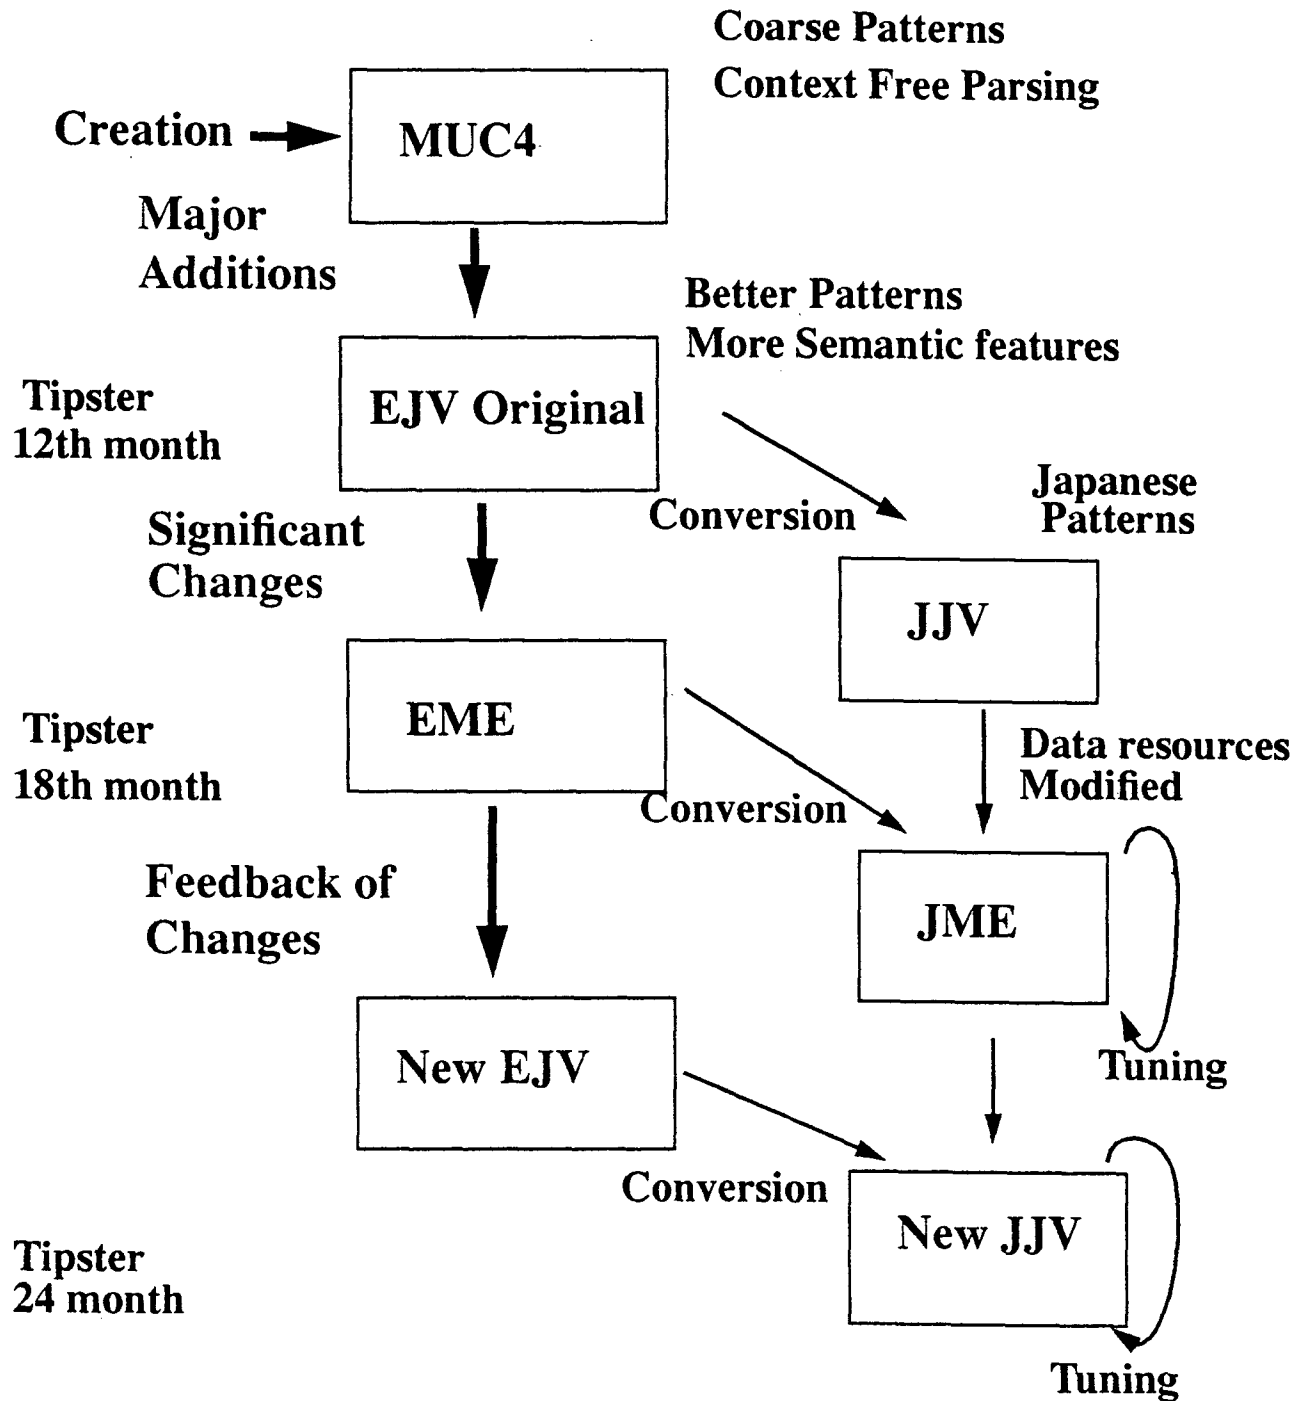 Coarse Patterns
Context Free Parsing
Creation
MUC4
Major
Additions
Better Patterns
More Semantic features
Tipster
12th month
EJV Original
Conversion
Japanese
Patterns
Significant
Changes
JJV
Tipster
18th month
EME
Data resources
Modified
Conversion
Feedback of
Changes
JME
Tuning
New EJV
Conversion
New JJV
Tipster
24 month
Tuning